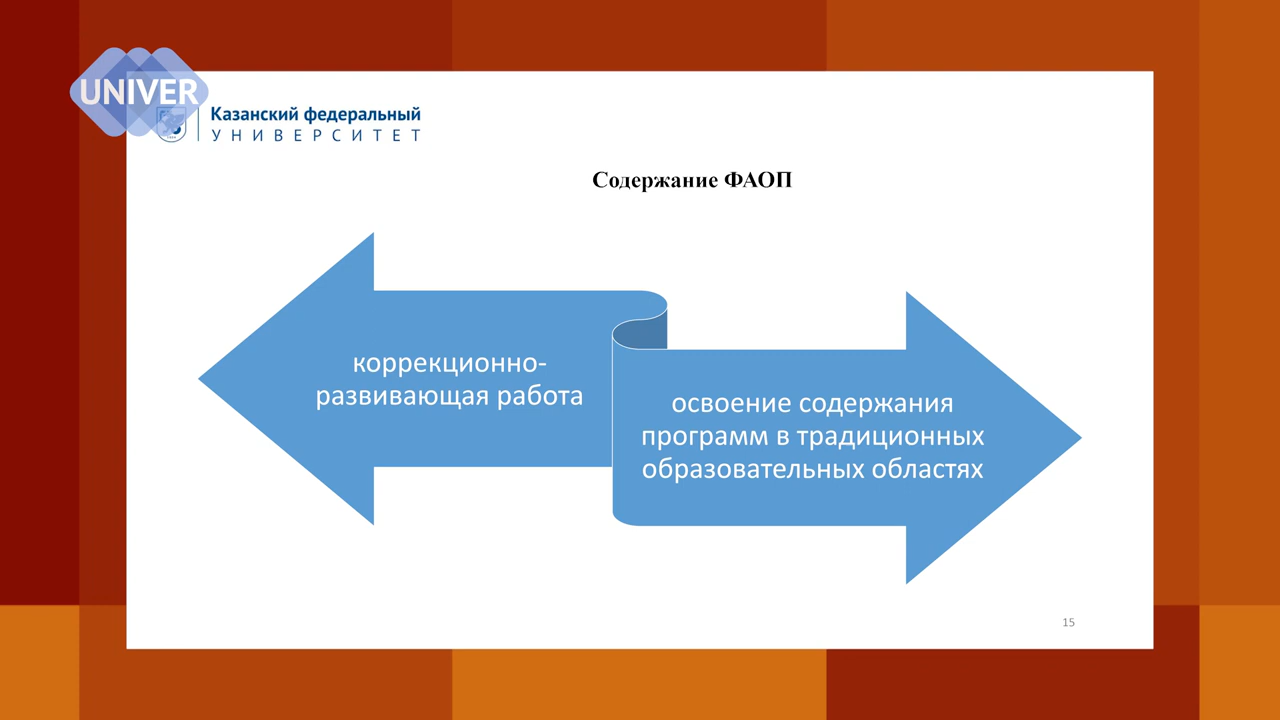 UNIVER
Казанский федеральный
УНИВЕРСИТЕТ
Содержание ФАОП
коррекционно-
развивающая работа
освоение содержания
программ в традиционных
образовательных областях
15